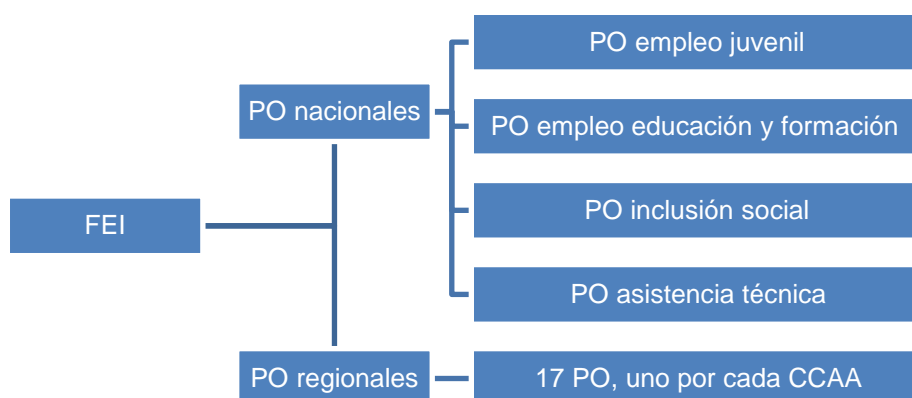 FEI
PO nacionales
PO empleo juvenil
PO empleo educación y formación
PO inclusión social
PO asistencia técnica
PO regionales
17 PO, uno por cada CCAA